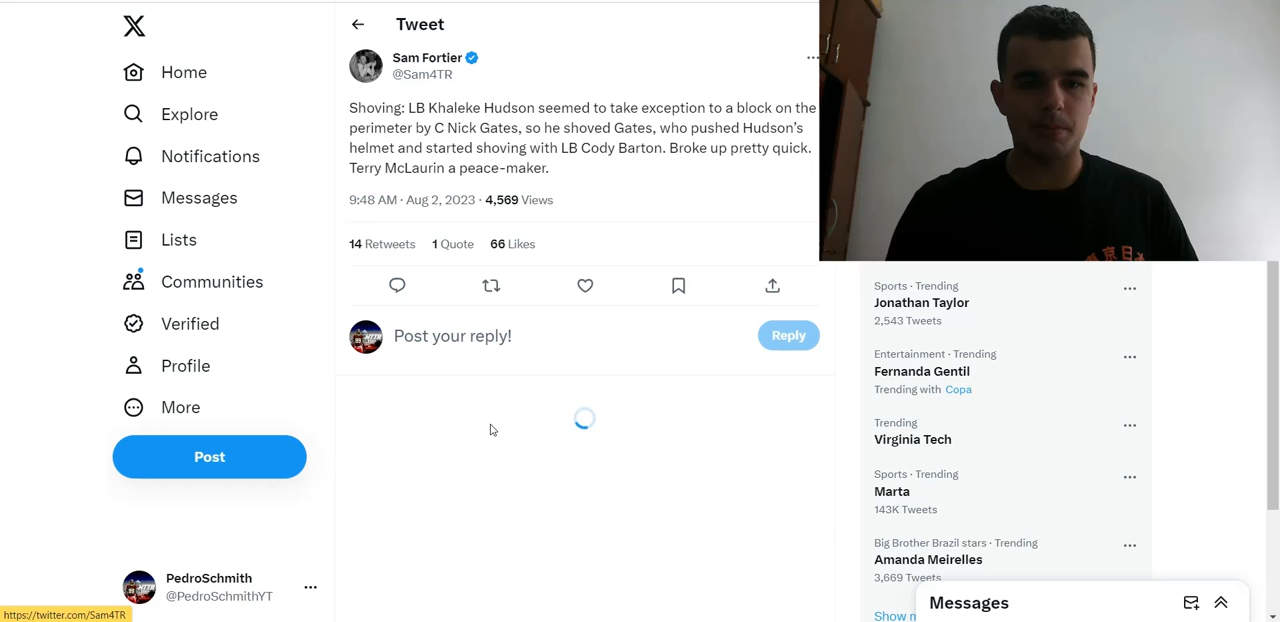 Tweet
Home
Explore
Notifications
Messages
Lists
Communities
Verified
Profile
More
Post
PedroSchmith
@PedroSchmithYT
https://twitter.com/Sam4TR
Sam Fortier
@Sam4TR
Shoving: LB Khaleke Hudson seemed to take exception to a block on the
perimeter by C Nick Gates, so he shoved Gates, who pushed Hudson’s
helmet and started shoving with LB Cody Barton. Broke up pretty quick.
Terry McLaurin a peace-maker.
9:48 AM · Aug 2, 2023 · 4,569 Views
14 Retweets 1 Quote 66 Likes
Post your reply!
Reply
Sports · Trending
Jonathan Taylor
2,543 Tweets
Entertainment · Trending
Fernanda Gentil
Trending with Copa
Trending
Virginia Tech
Sports · Trending
Marta
143K Tweets
Big Brother Brazil stars · Trending
Amanda Meirelles
3,669 Tweets
Messages